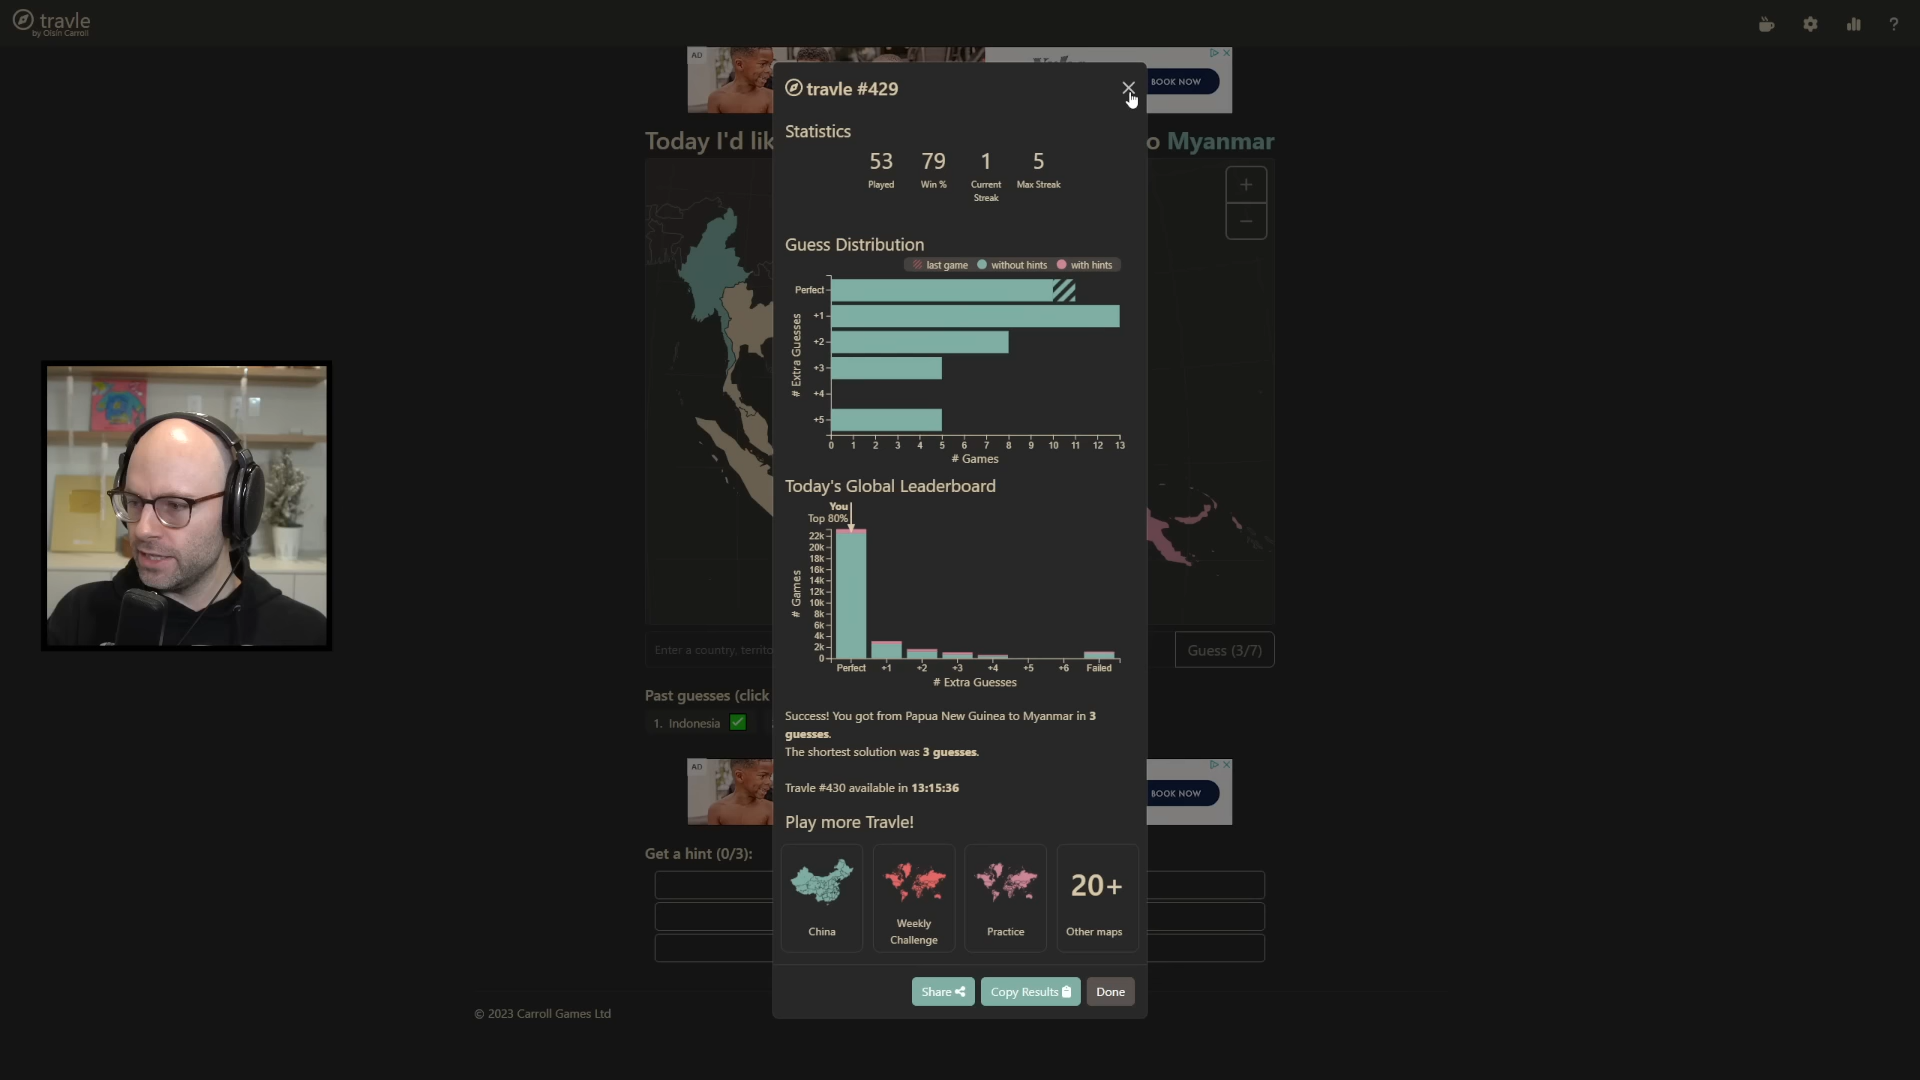 travle
by Oisín Carroll
?
AD
BOOK NOW
travle #429
Today I'd lik
o Myanmar
+
−
Statistics
53
79
1
5
Played
Win %
Current
Streak
Max Streak
Guess Distribution
last game
without hints
with hints
# Extra Guesses
Perfect
+1
+2
+3
+4
+5
0 1 2 3 4 5 6 7 8 9 10 11 12 13
# Games
Today's Global Leaderboard
You
Top 80%
# Games
22k
20k
18k
16k
14k
12k
10k
8k
6k
4k
2k
0
Perfect +1 +2 +3 +4 +5 +6 Failed
# Extra Guesses
Enter a country, territo
Guess (3/7)
Past guesses (click
1. Indonesia
Success! You got from Papua New Guinea to Myanmar in 3
guesses.
The shortest solution was 3 guesses.
Travle #430 available in 13:15:36
AD
BOOK NOW
Play more Travle!
Get a hint (0/3):
China
Weekly
Challenge
Practice
20+
Other maps
Share
Copy Results
Done
© 2023 Carroll Games Ltd